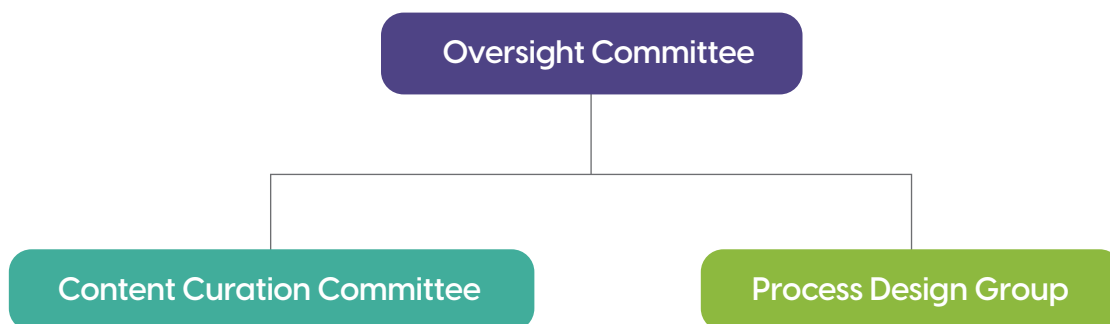 Oversight Committee
Content Curation Committee
Process Design Group